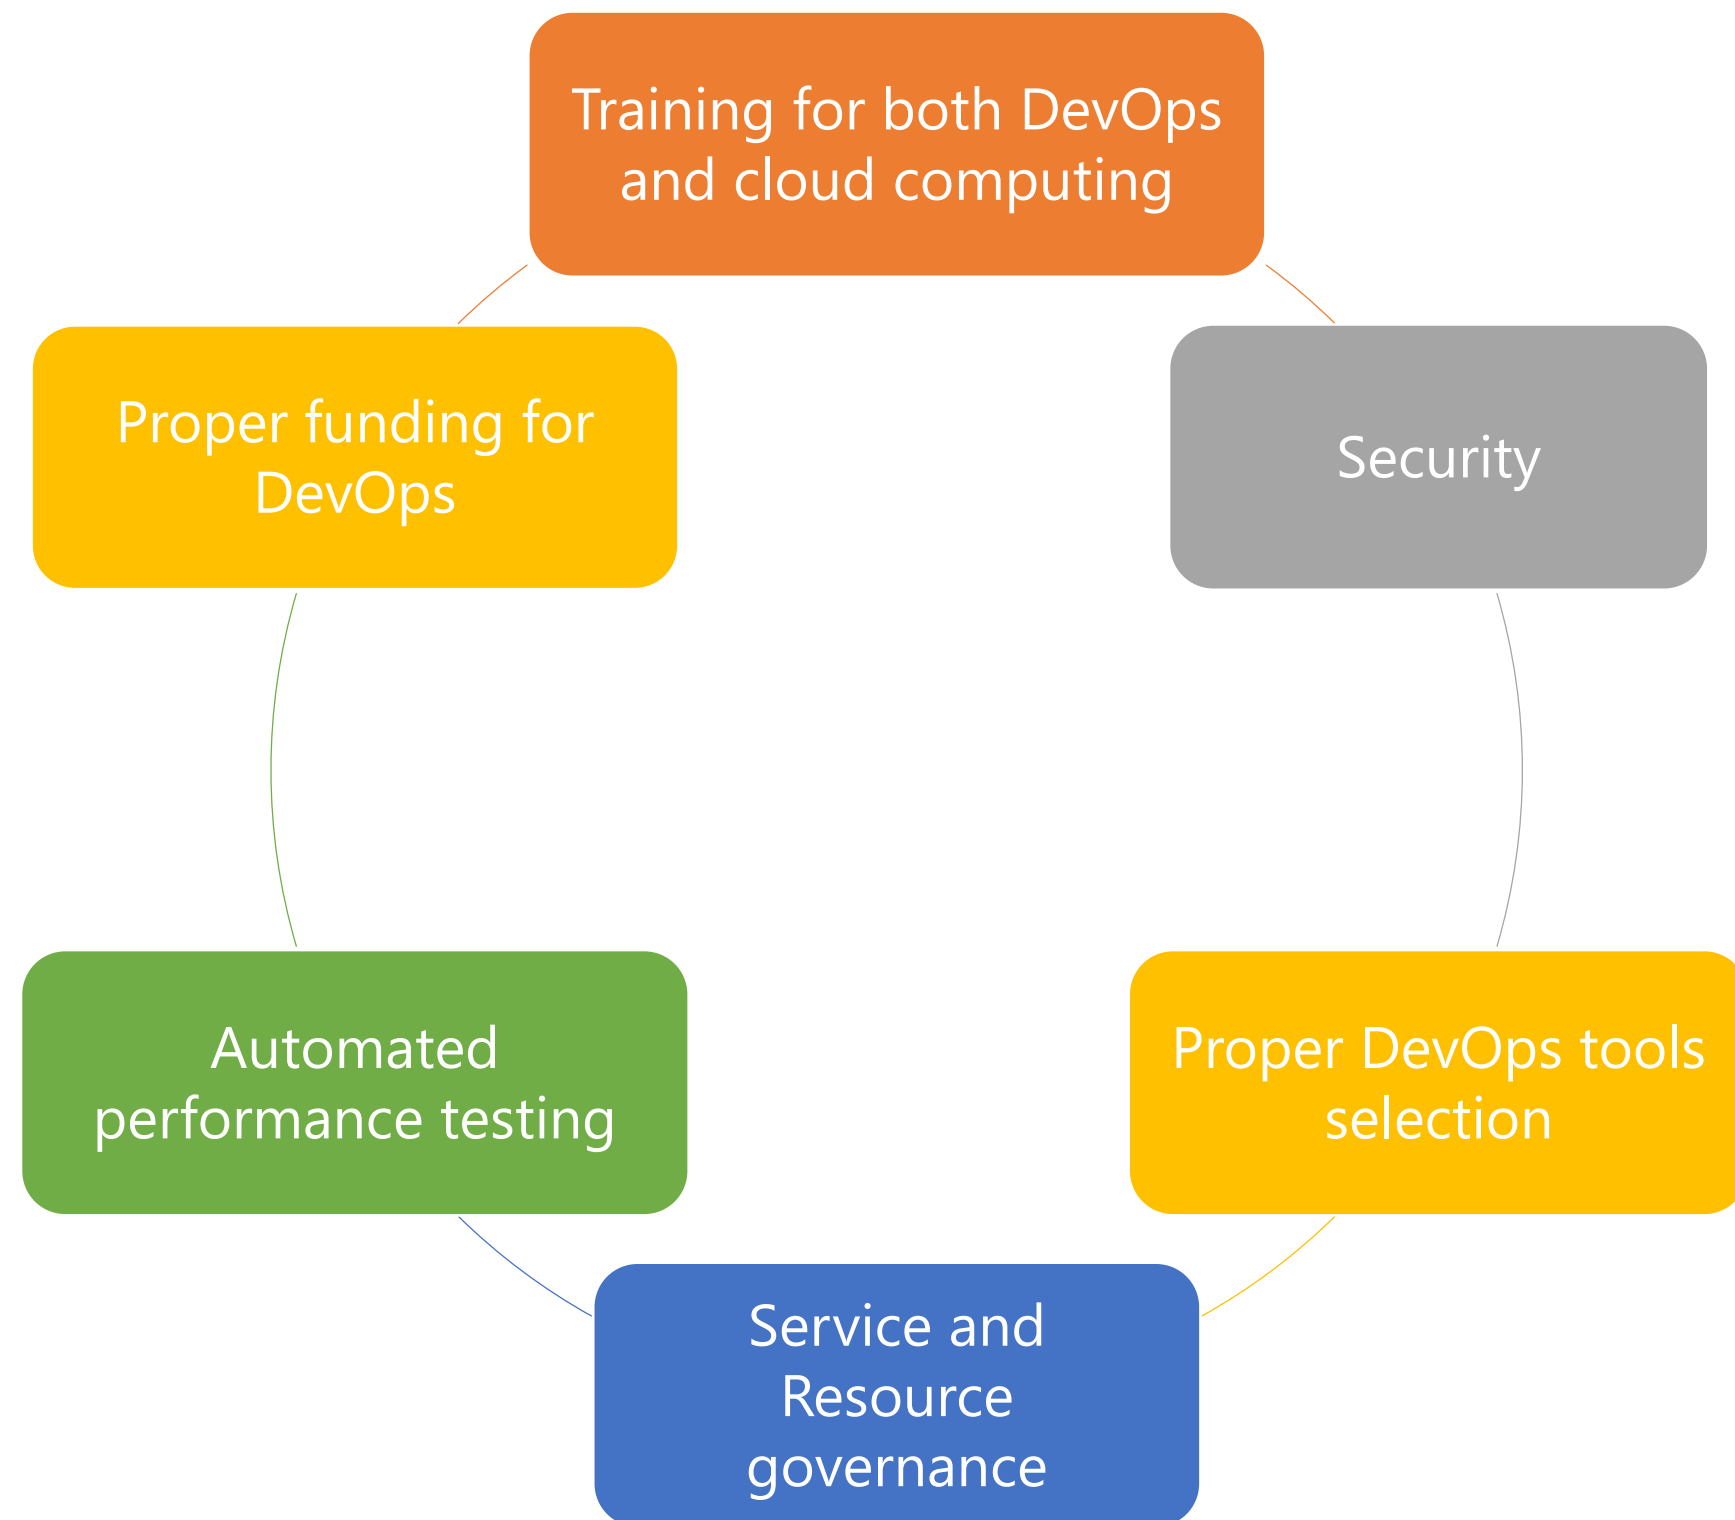 Training for both DevOps
and cloud computing
Security
Proper DevOps tools
selection
Service and
Resource
governance
Automated
performance testing
Proper funding for
DevOps